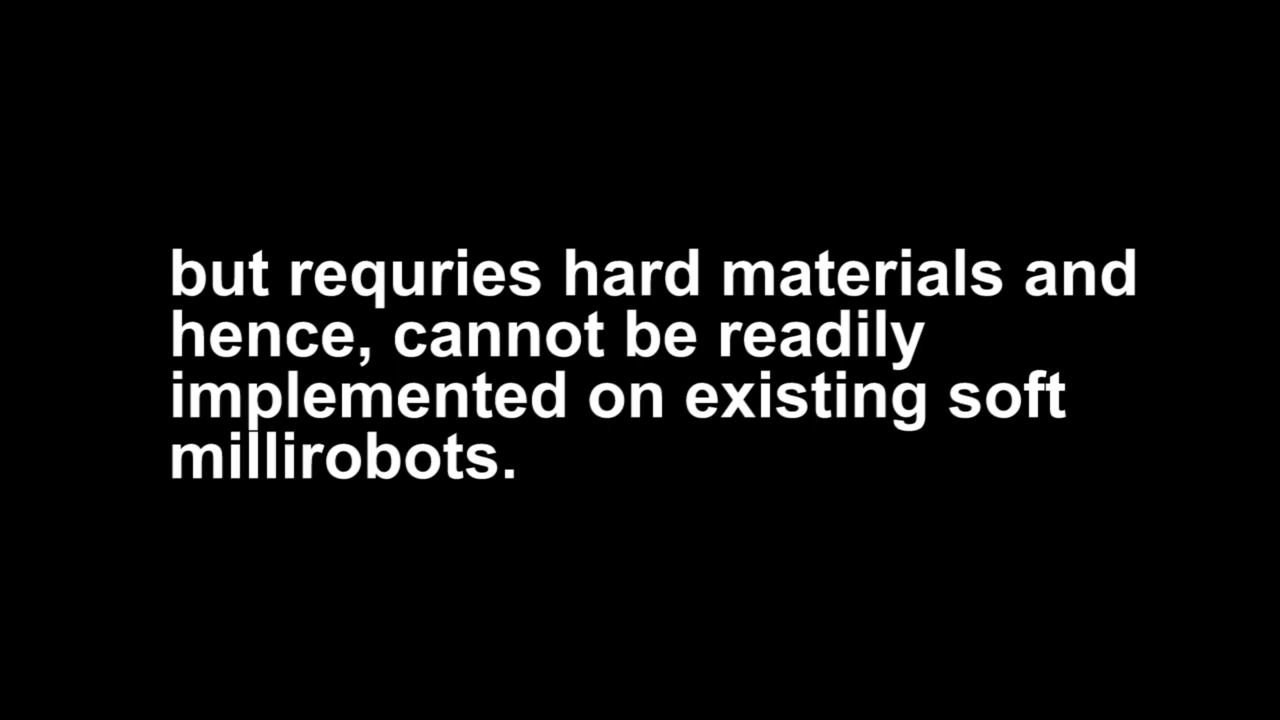 but requries hard materials and
hence, cannot be readily
implemented on existing soft
millirobots.